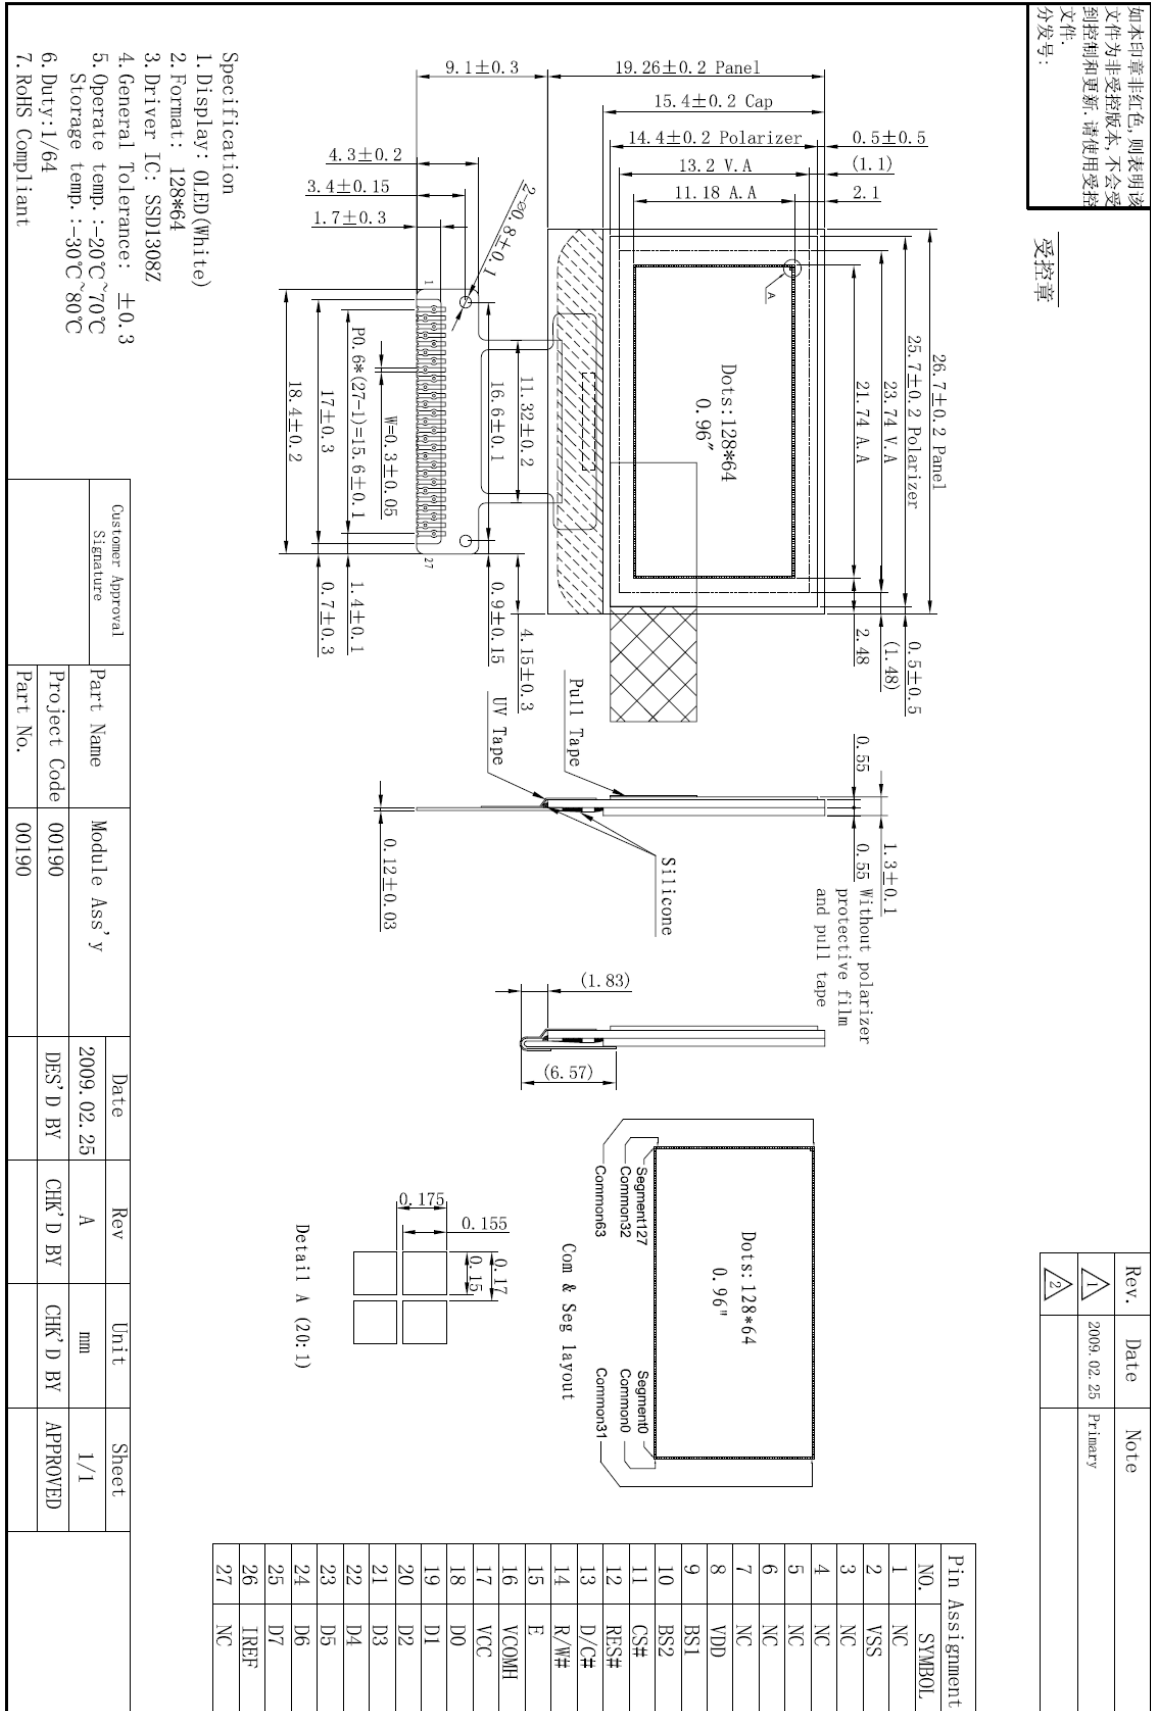 如本印章非红色,则表明该
文件为非受控版本,不会受
到控制和更新.请使用受控
文件.
分发号:
受控章
Rev. Date Note
1 2009.02.25 Primary
2
26.7±0.2 Panel
25.7±0.2 Polarizer
23.74 V.A
21.74 A.A
0.5±0.5
(1.48)
2.48
19.26±0.2 Panel
15.4±0.2 Cap
14.4±0.2 Polarizer
13.2 V.A
11.18 A.A
0.5±0.5
(1.1)
2.1
9.1±0.3
4.3±0.2
3.4±0.15
1.7±0.3
2-⌀0.8±0.1
A
Dots:128*64
0.96"
11.32±0.2
4.15±0.3
16.6±0.1
0.9±0.15
1
27
W=0.3±0.05
P0.6*(27-1)=15.6±0.1
1.4±0.1
17±0.3
0.7±0.3
18.4±0.2
1.3±0.1
0.55
0.55 Without polarizer
protective film
and pull tape
Pull Tape
UV Tape
Silicone
0.12±0.03
(1.83)
(6.57)
Dots:128*64
0.96"
Segment127
Common32
Common63
Segment0
Common0
Common31
Com & Seg layout
0.17
0.15
0.175
0.155
Detail A (20:1)
Pin Assignment
NO. SYMBOL
1 NC
2 VSS
3 NC
4 NC
5 NC
6 NC
7 NC
8 VDD
9 BS1
10 BS2
11 CS#
12 RES#
13 D/C#
14 R/W#
15 E
16 VCOMH
17 VCC
18 D0
19 D1
20 D2
21 D3
22 D4
23 D5
24 D6
25 D7
26 IREF
27 NC
Specification
1. Display: OLED(White)
2. Format: 128*64
3. Driver IC: SSD1308Z
4. General Tolerance: ±0.3
5. Operate temp.:-20℃~70℃
Storage temp.:-30℃~80℃
6. Duty:1/64
7. RoHS Compliant
Customer Approval
Signature
Part Name Module Ass'y
Project Code 00190
Part No. 00190
Date Rev Unit Sheet
2009.02.25 A mm 1/1
DES'D BY CHK'D BY CHK'D BY APPROVED